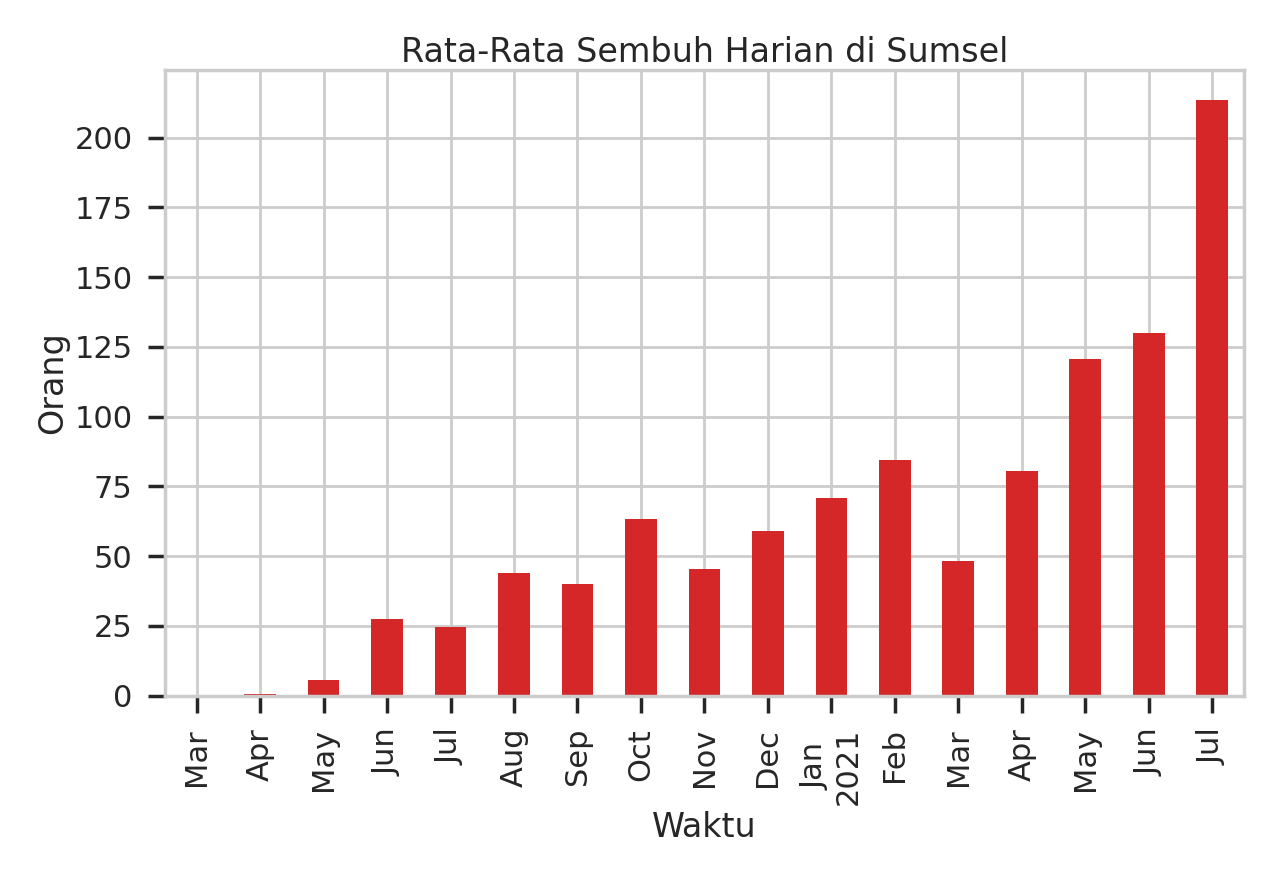 Rata-Rata Sembuh Harian di Sumsel
200
175
150
125
100
75
50
25
0
Orang
Mar
Apr
May
Jun
Jul
Aug
Sep
Oct
Nov
Dec
Jan
2021
Feb
Mar
Apr
May
Jun
Jul
Waktu